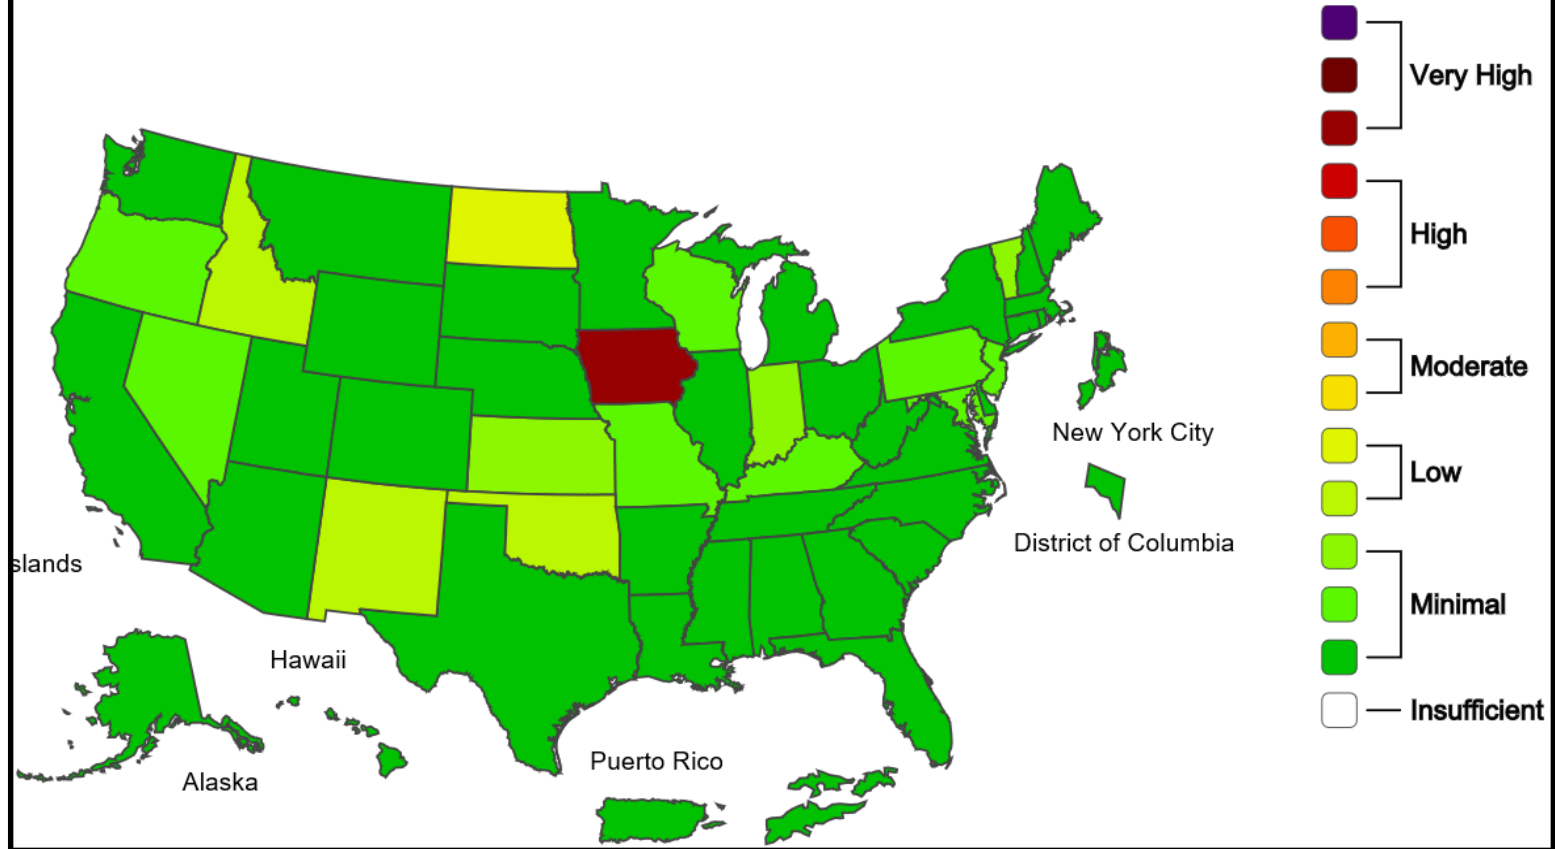 Very High
High
Moderate
New York City
Low
District of Columbia
slands
Minimal
Hawaii
Insufficient
Puerto Rico
Alaska